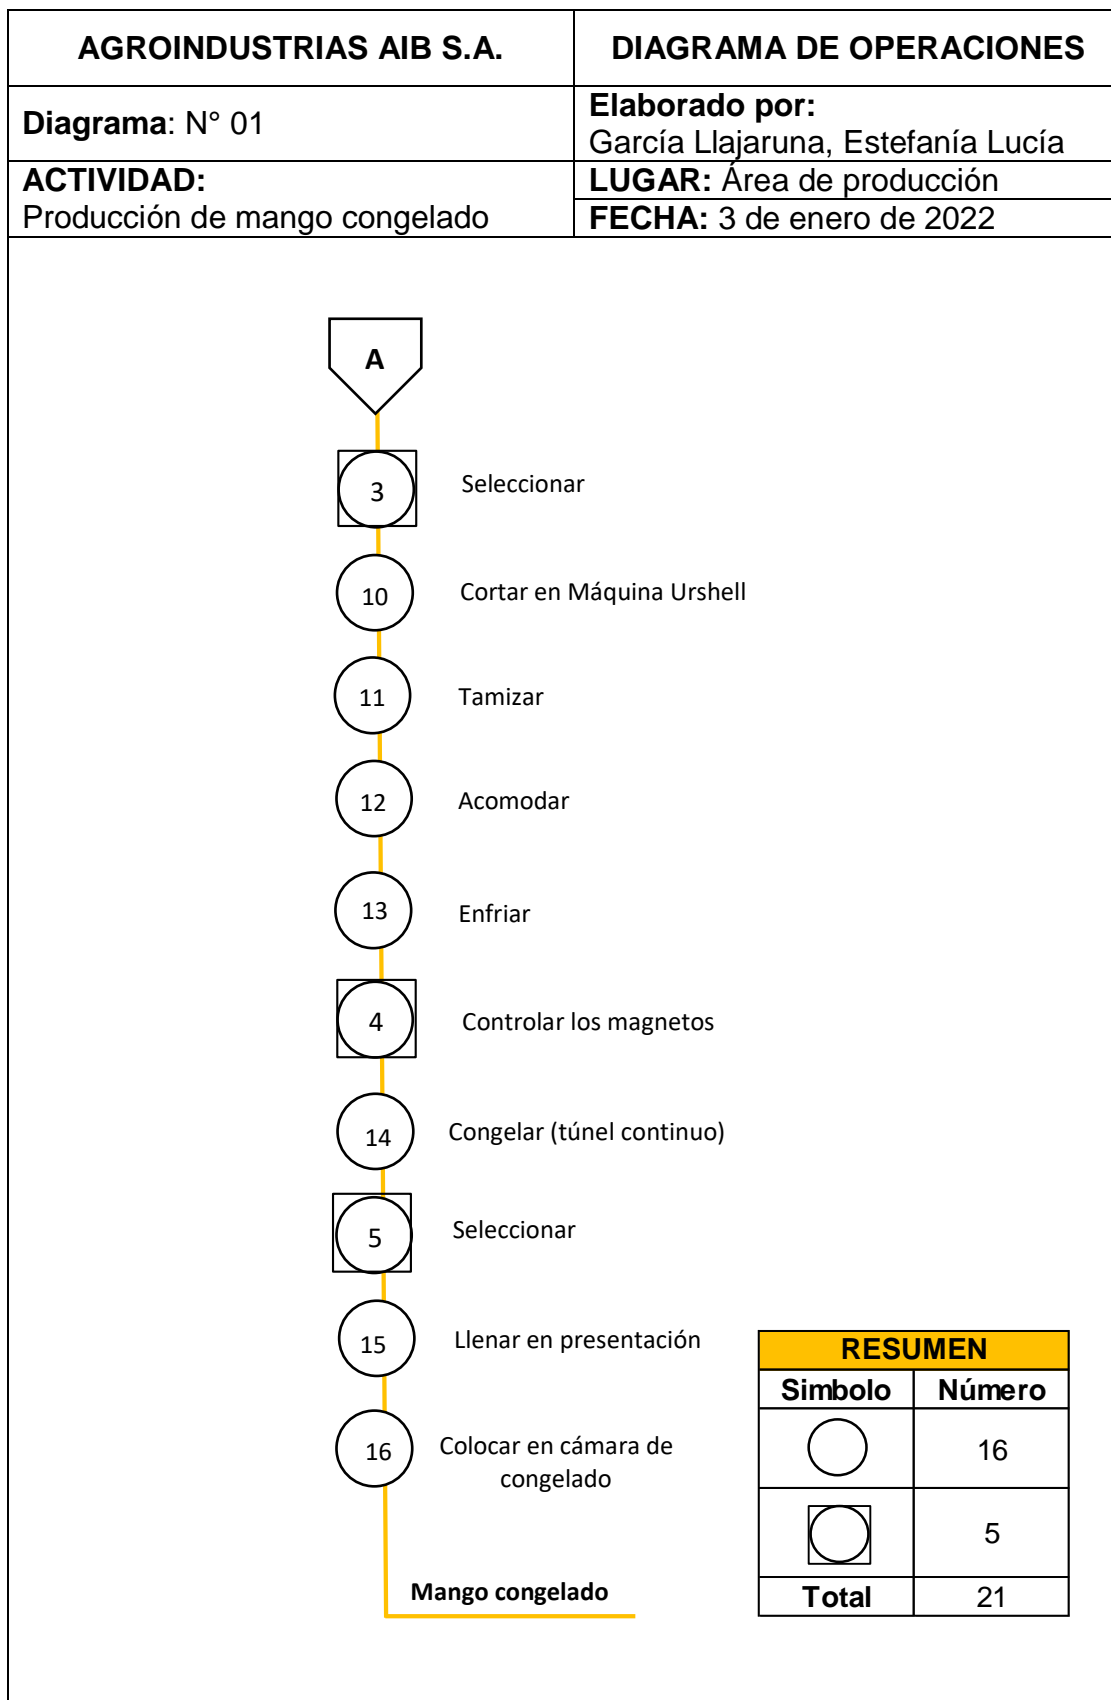 AGROINDUSTRIAS AIB S.A.
DIAGRAMA DE OPERACIONES
Diagrama: N° 01
Elaborado por:
García Llajaruna, Estefanía Lucía
ACTIVIDAD:
Producción de mango congelado
LUGAR: Área de producción
FECHA: 3 de enero de 2022
A
3 Seleccionar
10 Cortar en Máquina Urshell
11 Tamizar
12 Acomodar
13 Enfriar
4 Controlar los magnetos
14 Congelar (túnel continuo)
5 Seleccionar
15 Llenar en presentación
16 Colocar en cámara de
congelado
Mango congelado
RESUMEN
Simbolo Número
16
5
Total 21